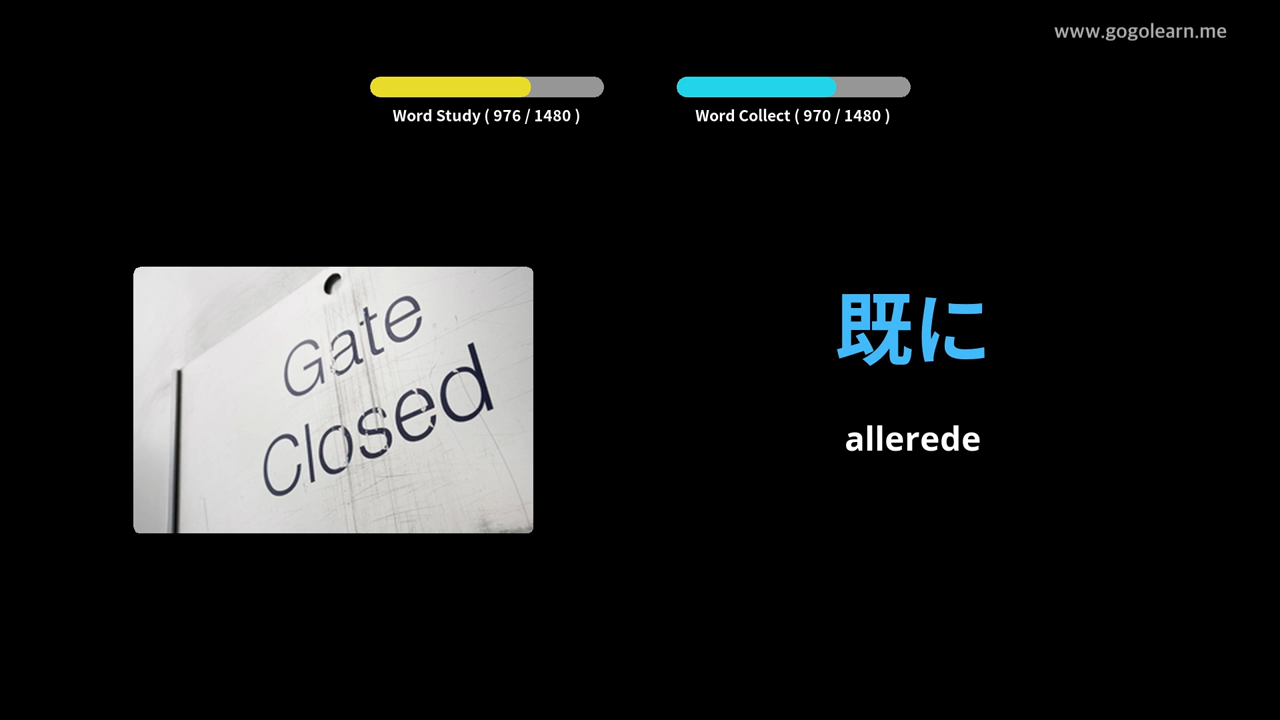 www.gogolearn.me
Word Study ( 976 / 1480 )
Word Collect ( 970 / 1480 )
Gate
Closed
既に
allerede